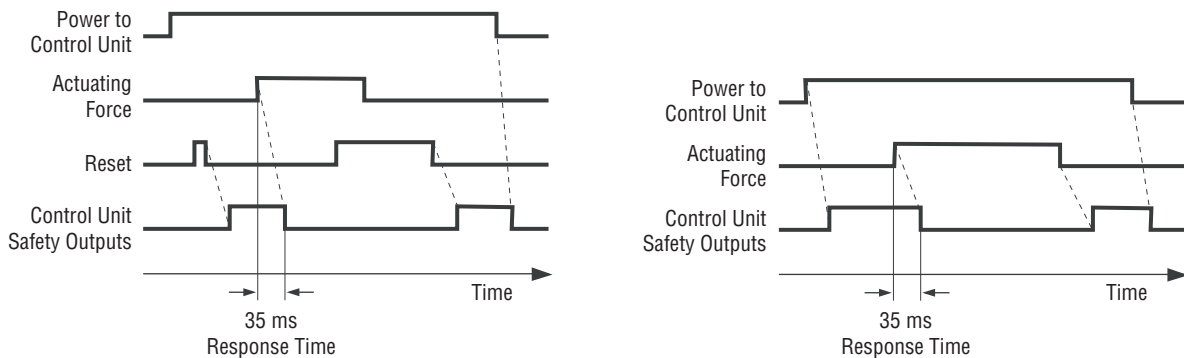 Power to
Control Unit
Actuating
Force
Reset
Control Unit
Safety Outputs
Time
35 ms
Response Time
Power to
Control Unit
Actuating
Force
Control Unit
Safety Outputs
Time
35 ms
Response Time